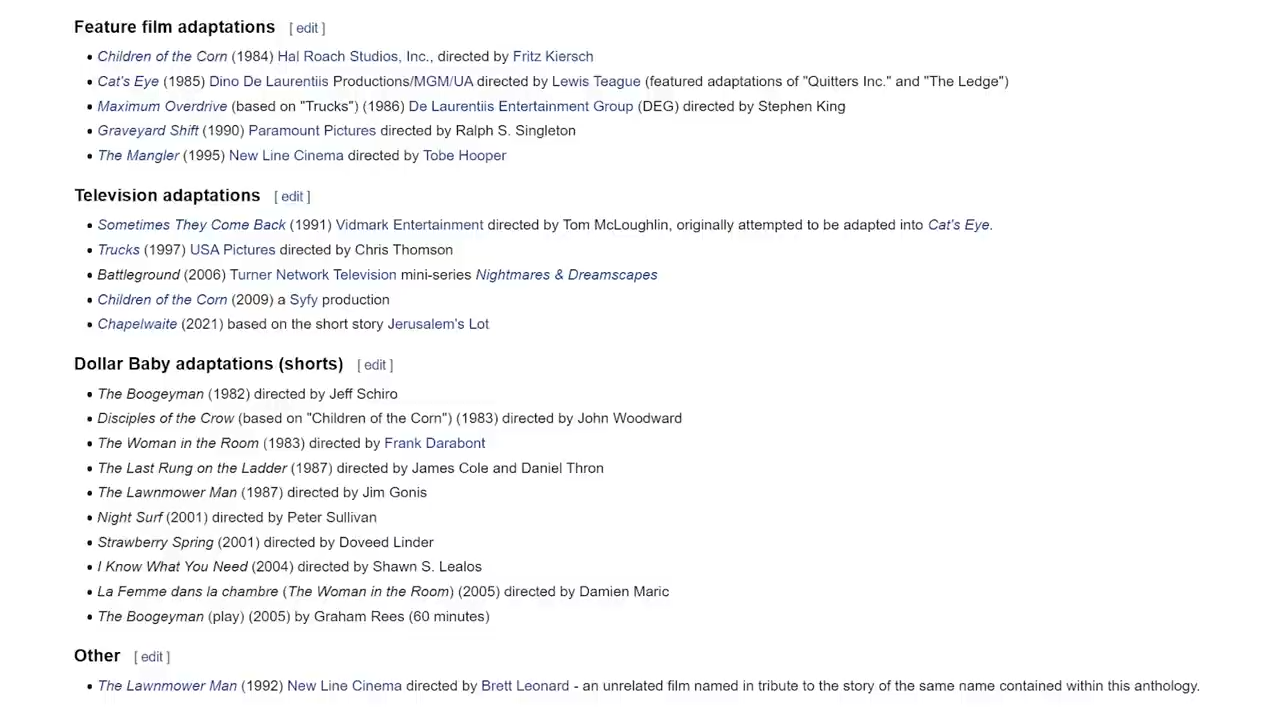 Feature film adaptations [ edit ]
• Children of the Corn (1984) Hal Roach Studios, Inc., directed by Fritz Kiersch
• Cat's Eye (1985) Dino De Laurentiis Productions/MGM/UA directed by Lewis Teague (featured adaptations of "Quitters Inc." and "The Ledge")
• Maximum Overdrive (based on "Trucks") (1986) De Laurentiis Entertainment Group (DEG) directed by Stephen King
• Graveyard Shift (1990) Paramount Pictures directed by Ralph S. Singleton
• The Mangler (1995) New Line Cinema directed by Tobe Hooper
Television adaptations [ edit ]
• Sometimes They Come Back (1991) Vidmark Entertainment directed by Tom McLoughlin, originally attempted to be adapted into Cat's Eye.
• Trucks (1997) USA Pictures directed by Chris Thomson
• Battleground (2006) Turner Network Television mini-series Nightmares & Dreamscapes
• Children of the Corn (2009) a Syfy production
• Chapelwaite (2021) based on the short story Jerusalem's Lot
Dollar Baby adaptations (shorts) [ edit ]
• The Boogeyman (1982) directed by Jeff Schiro
• Disciples of the Crow (based on "Children of the Corn") (1983) directed by John Woodward
• The Woman in the Room (1983) directed by Frank Darabont
• The Last Rung on the Ladder (1987) directed by James Cole and Daniel Thron
• The Lawnmower Man (1987) directed by Jim Gonis
• Night Surf (2001) directed by Peter Sullivan
• Strawberry Spring (2001) directed by Doveed Linder
• I Know What You Need (2004) directed by Shawn S. Lealos
• La Femme dans la chambre (The Woman in the Room) (2005) directed by Damien Maric
• The Boogeyman (play) (2005) by Graham Rees (60 minutes)
Other [ edit ]
• The Lawnmower Man (1992) New Line Cinema directed by Brett Leonard - an unrelated film named in tribute to the story of the same name contained within this anthology.